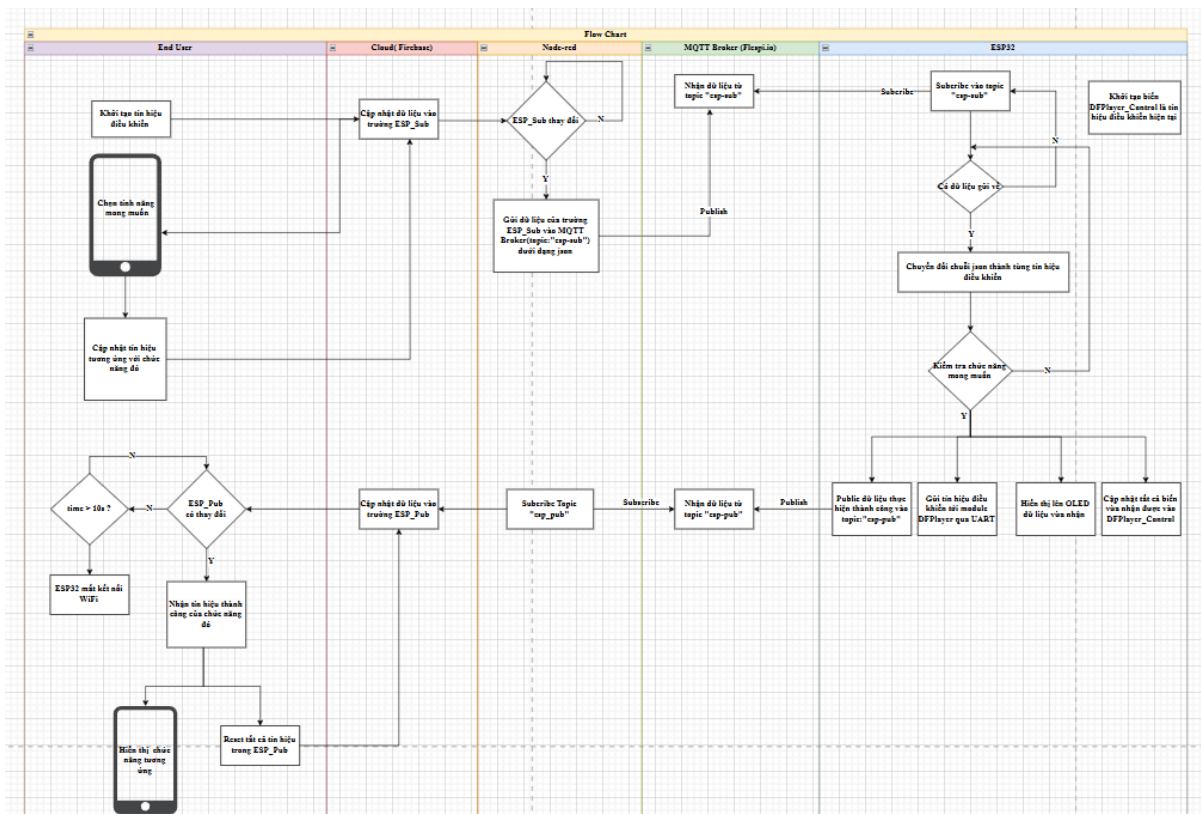 Flow Chart
End User
Cloud( Firebase)
Node-red
MQTT Broker (Flespi.io)
ESP32
Khởi tạo tín hiệu
điều khiển
Cập nhật dữ liệu vào
trường ESP_Sub
ESP_Sub thay đổi
N
Y
Nhận dữ liệu từ
topic "esp-sub"
Subcribe
Subcribe vào topic
"esp-sub"
Khởi tạo biến
DFPlayer_Control là tín
hiệu điều khiển hiện tại
N
Chọn tính năng
mong muốn
Có dữ liệu gửi về
Y
Gửi dữ liệu của trường
ESP_Sub vào MQTT
Broker(topic:"esp-sub")
dưới dạng json
Publish
Chuyển đổi chuỗi json thành từng tín hiệu
điều khiển
Cập nhật tín hiệu
tương ứng với chức
năng đó
Kiểm tra chức năng
mong muốn
N
Y
N
time > 10s ?
N
ESP_Pub
có thay đổi
Y
Cập nhật dữ liệu vào
trường ESP_Pub
Subcribe Topic
"esp_pub"
Subscribe
Nhận dữ liệu từ
topic "esp-pub"
Publish
Public dữ liệu thực
hiện thành công vào
topic:"esp-pub"
Gửi tín hiệu điều
khiển tới module
DFPlayer qua UART
Hiển thị lên OLED
dữ liệu vừa nhận
Cập nhật tất cả biến
vừa nhận được vào
DFPlayer_Control
ESP32 mất kết nối
WiFi
Nhận tín hiệu thành
công của chức năng
đó
Hiển thị chức
năng tương
ứng
Reset tất cả tín hiệu
trong ESP_Pub